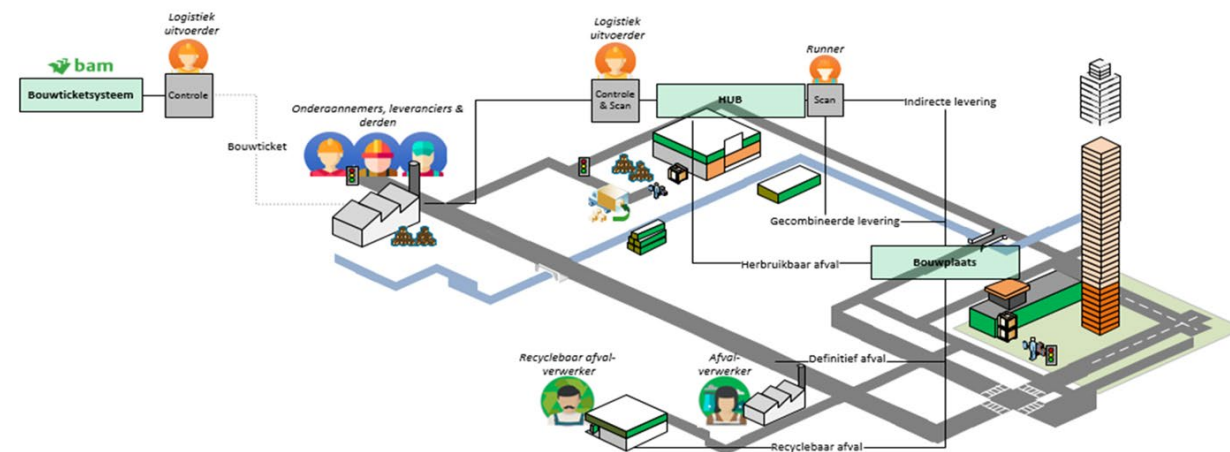 bam
Bouwticketsysteem
Logistiek
uitvoerder
Controle
Bouwticket
Onderaannemers, leveranciers &
derden
Logistiek
uitvoerder
Controle
& Scan
HUB
Runner
Scan
Indirecte levering
Gecombineerde levering
Herbruikbaar afval
Bouwplaats
Definitief afval
Recyclebaar afval-
verwerker
Afval-
verwerker
Recyclebaar afval